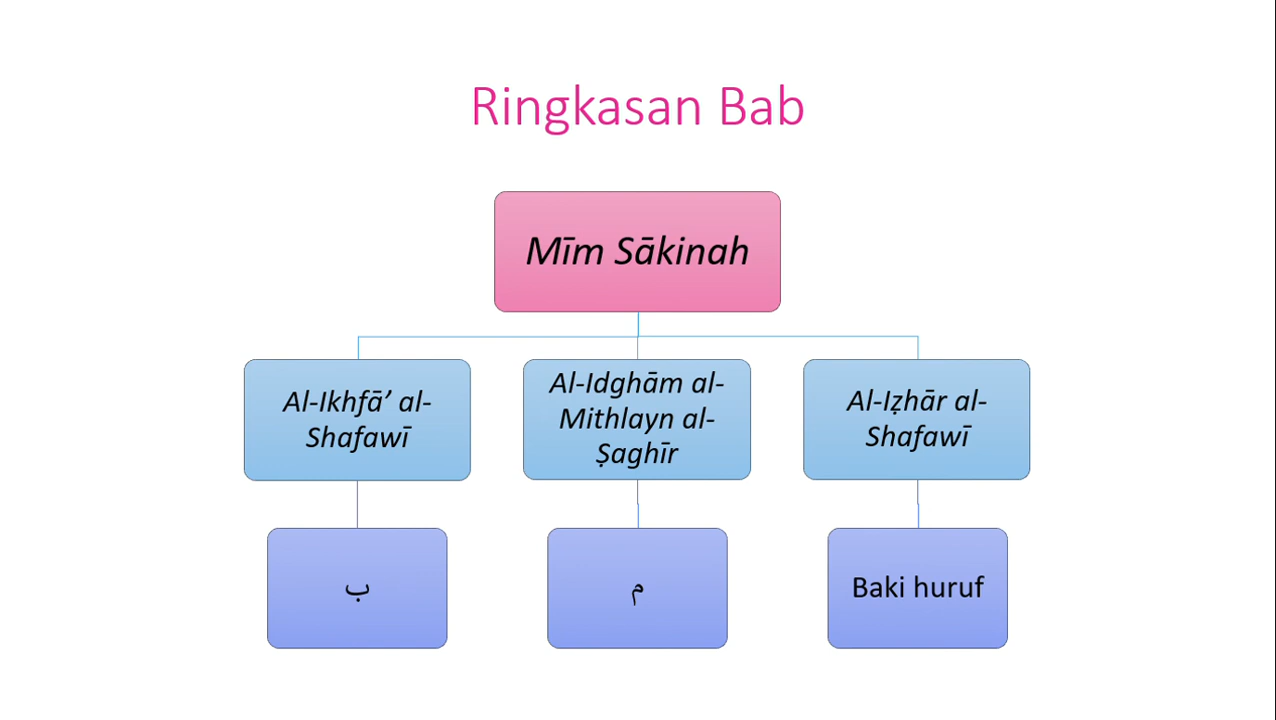 Ringkasan Bab
Mīm Sākinah
Al-Ikhfā’ al-
Shafawī
Al-Idghām al-
Mithlayn al-
Ṣaghīr
Al-Iẓhār al-
Shafawī
ب
م
Baki huruf